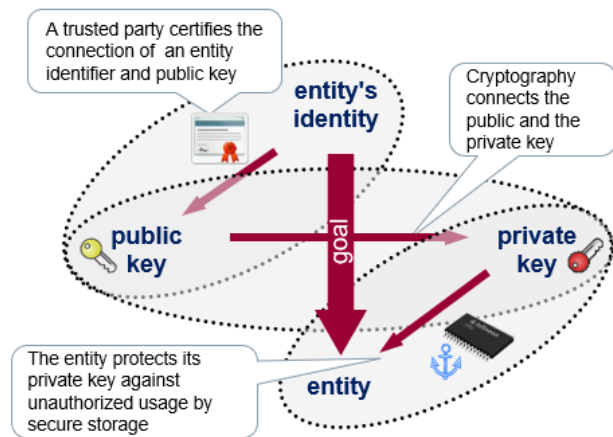 A trusted party certifies the
connection of an entity
identifier and public key
entity's
identity
Cryptography
connects the
public and the
private key
public
key
goal
private
key
The entity protects its
private key against
unauthorized usage by
secure storage
entity
Infineon